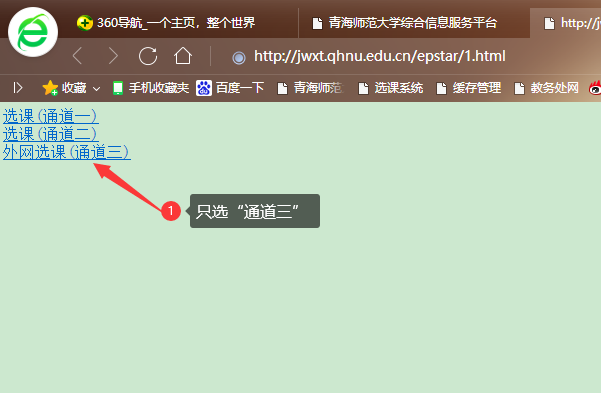 360导航_一个主页，整个世界
青海师范大学综合信息服务平台
http://j
http://jwxt.qhnu.edu.cn/epstar/1.html
收藏
手机收藏夹
百度一下
青海师范
选课系统
缓存管理
教务处网
选课(通道一)
选课(通道二)
外网选课(通道三)
1
只选“通道三”